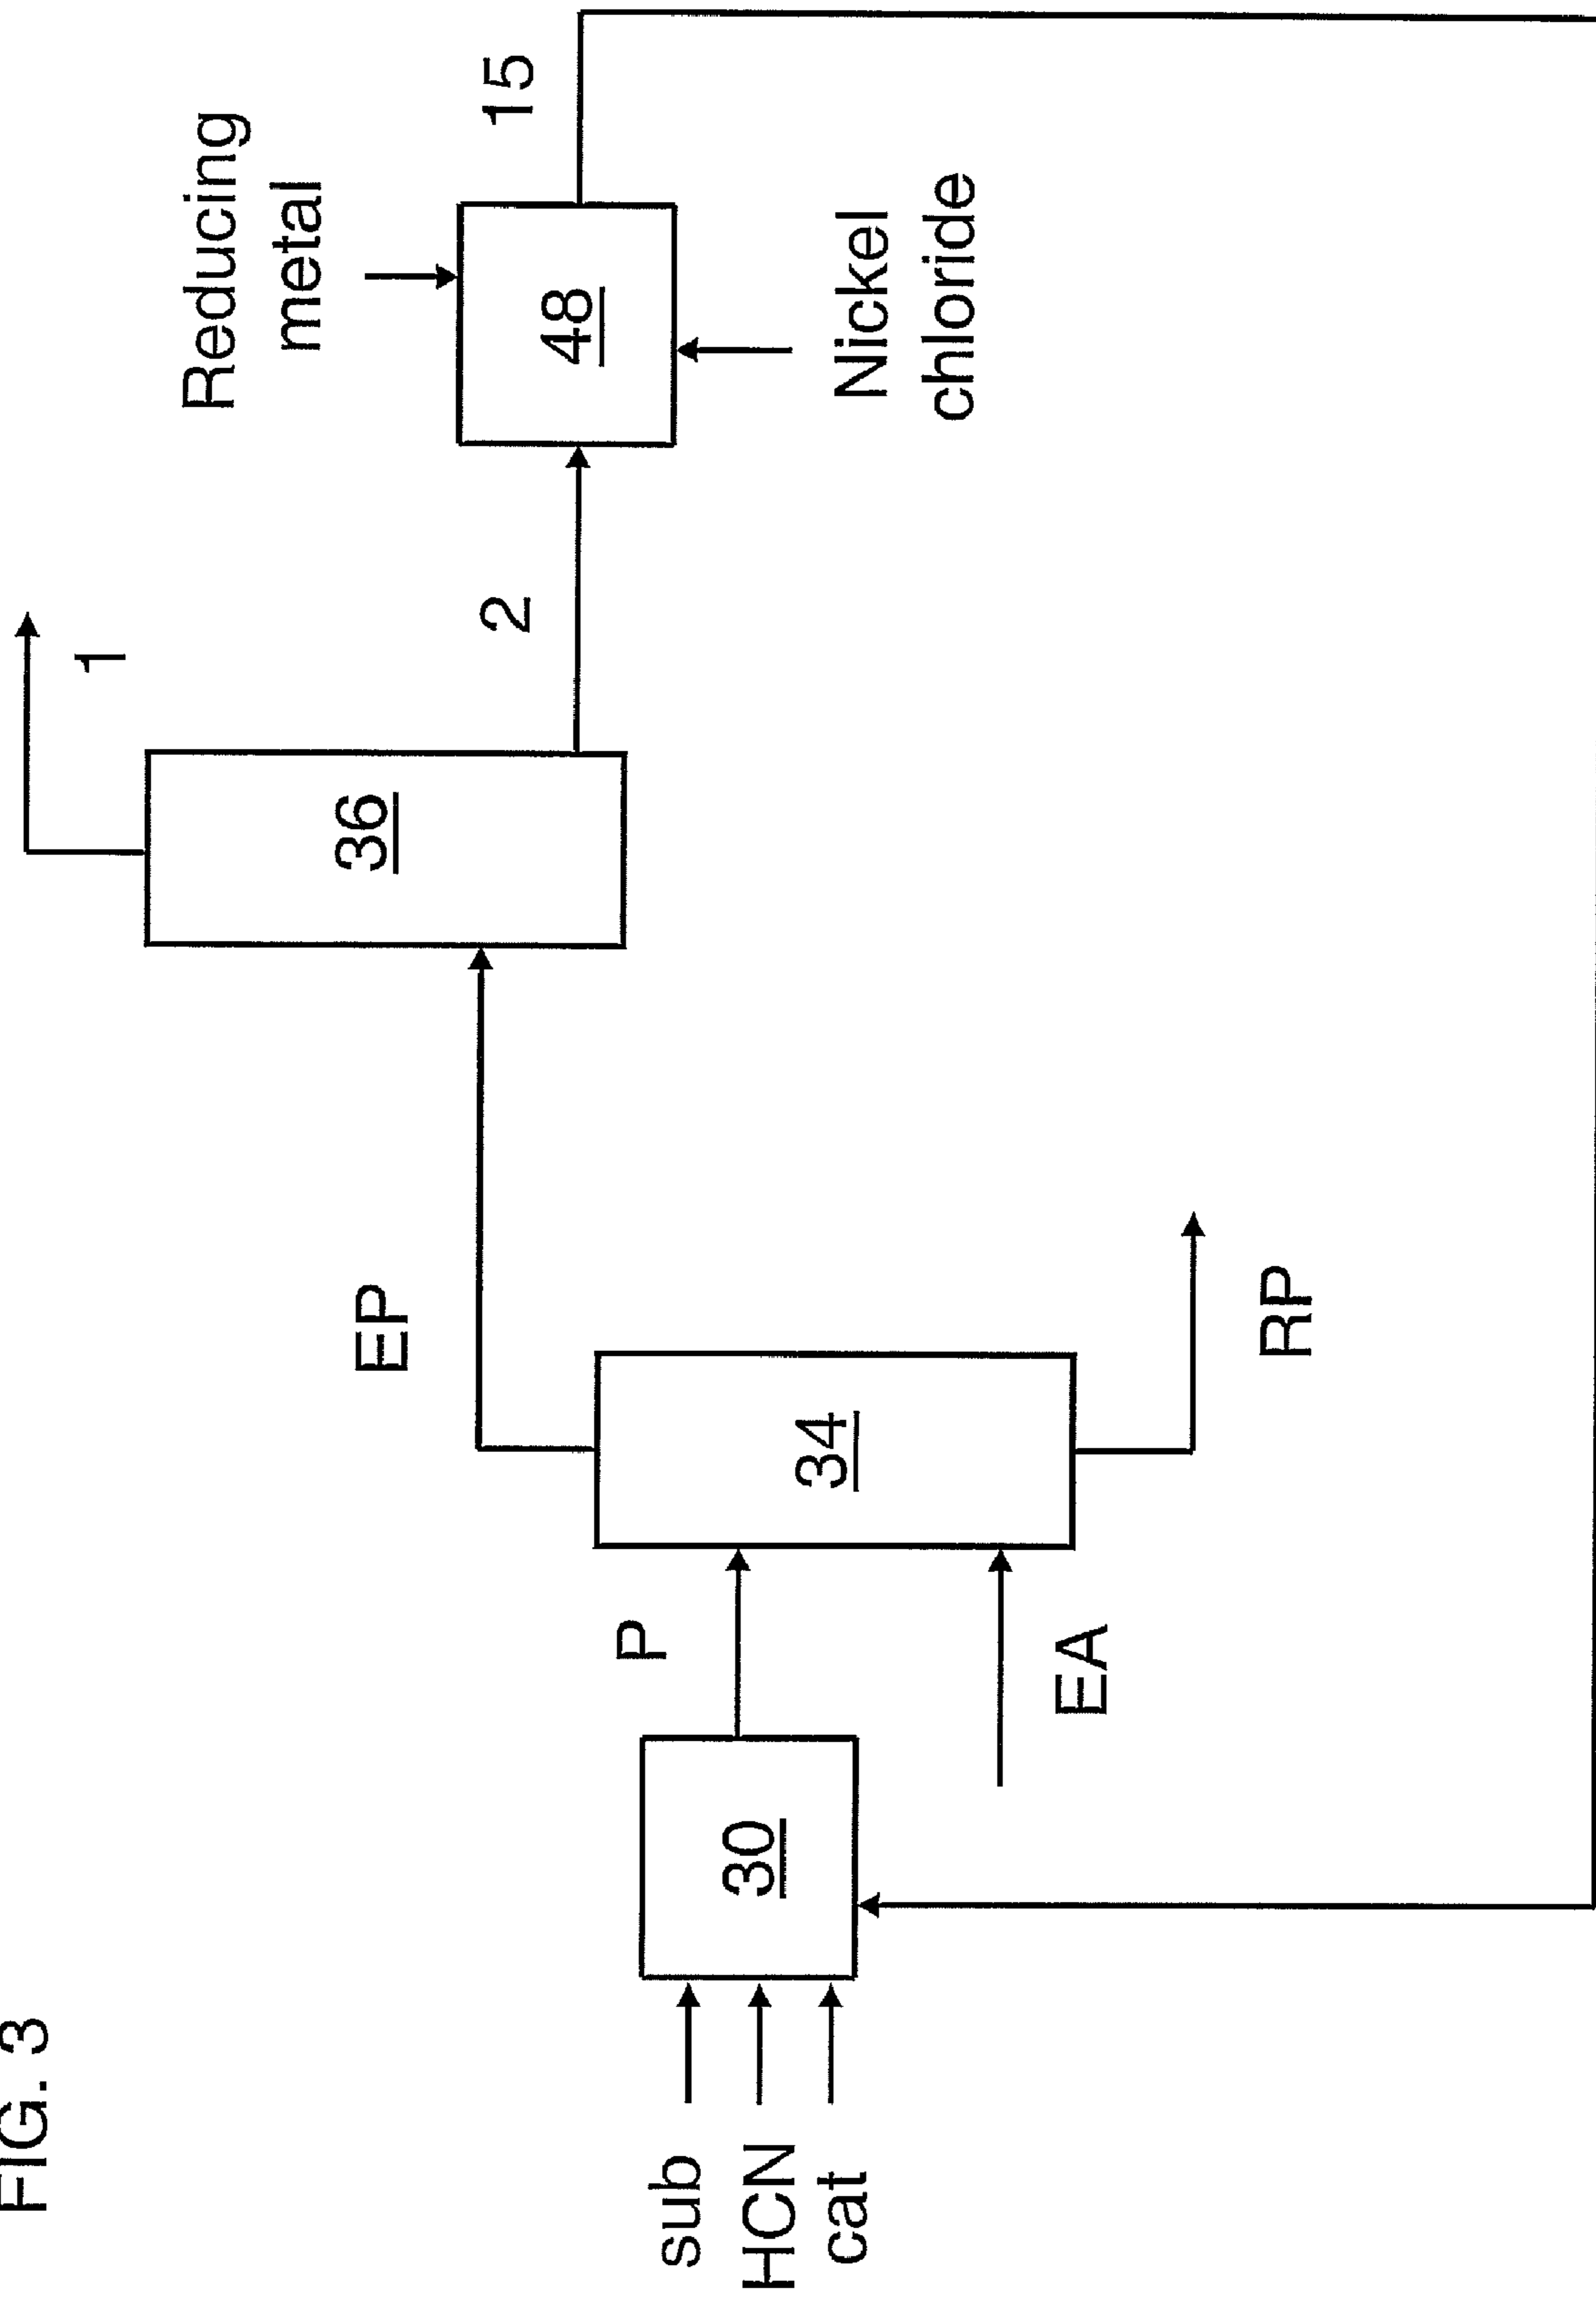 FIG. 3
sub
HCN
cat
30
P
EA
34
EP
RP
36
1
2
Reducing
metal
48
Nickel
chloride
15